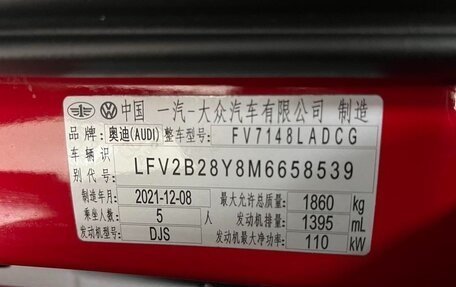 中国 一汽-大众汽车有限公司 制造
品牌: 奥迪(AUDI) 整车型号: FV7148LADCG
车辆识别代号: LFV2B28Y8M6658539
制造年月: 2021-12-08 最大允许总质量: 1860 kg
乘坐人数: 5 人 发动机排量: 1395 mL
发动机型号: DJS 发动机最大净功率: 110 kW